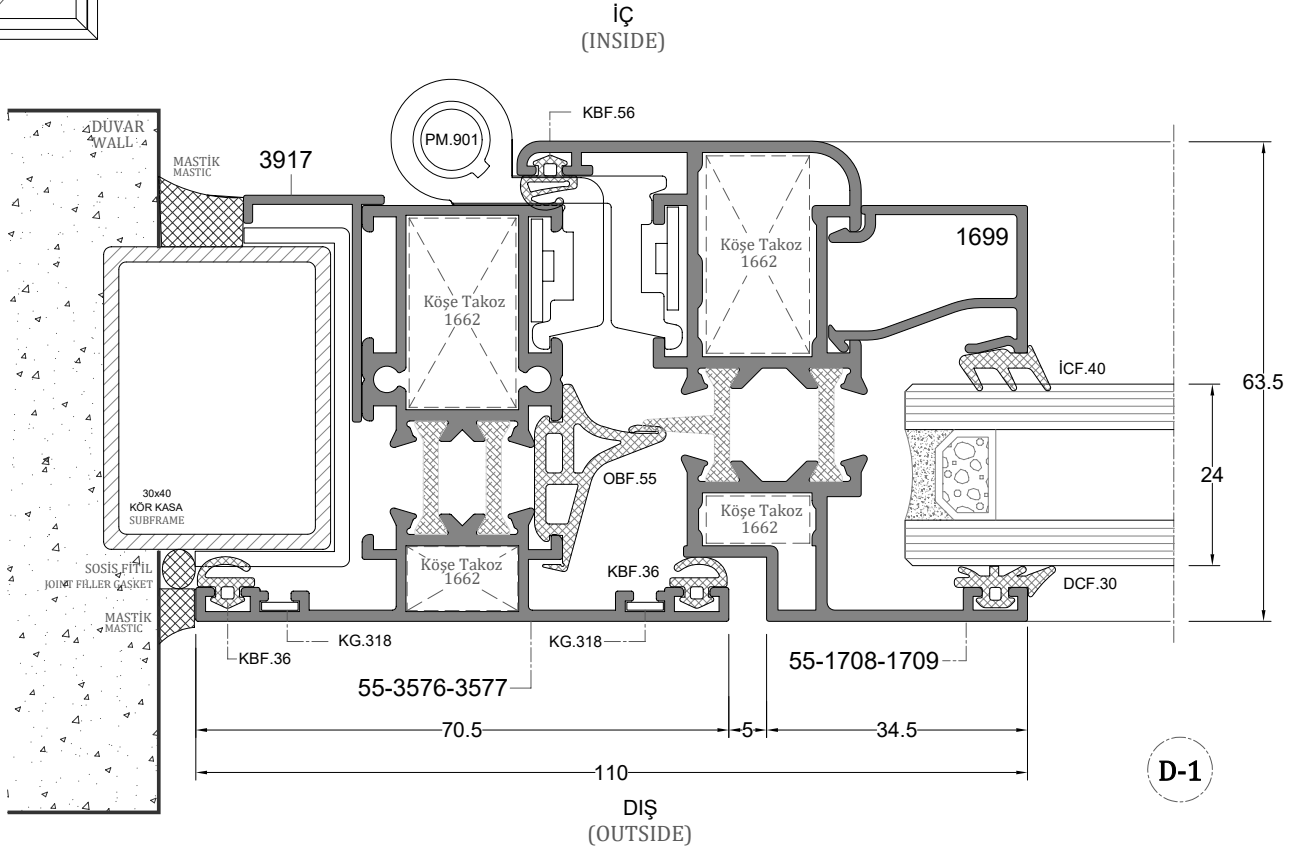 İÇ
(INSIDE)
KBF.56
DUVAR
WALL
PM.901
MASTİK
MASTIC
3917
1699
Köşe Takoz
1662
Köşe Takoz
1662
İCF.40
63.5
24
OBF.55
30x40
KÖR KASA
SUBFRAME
Köşe Takoz
1662
SOSİS FİTİL
JOINT FILLER GASKET
Köşe Takoz
1662
KBF.36
DCF.30
MASTİK
MASTIC
KG.318
KG.318
KBF.36
55-1708-1709
55-3576-3577
70.5
5
34.5
110
D-1
DIŞ
(OUTSIDE)